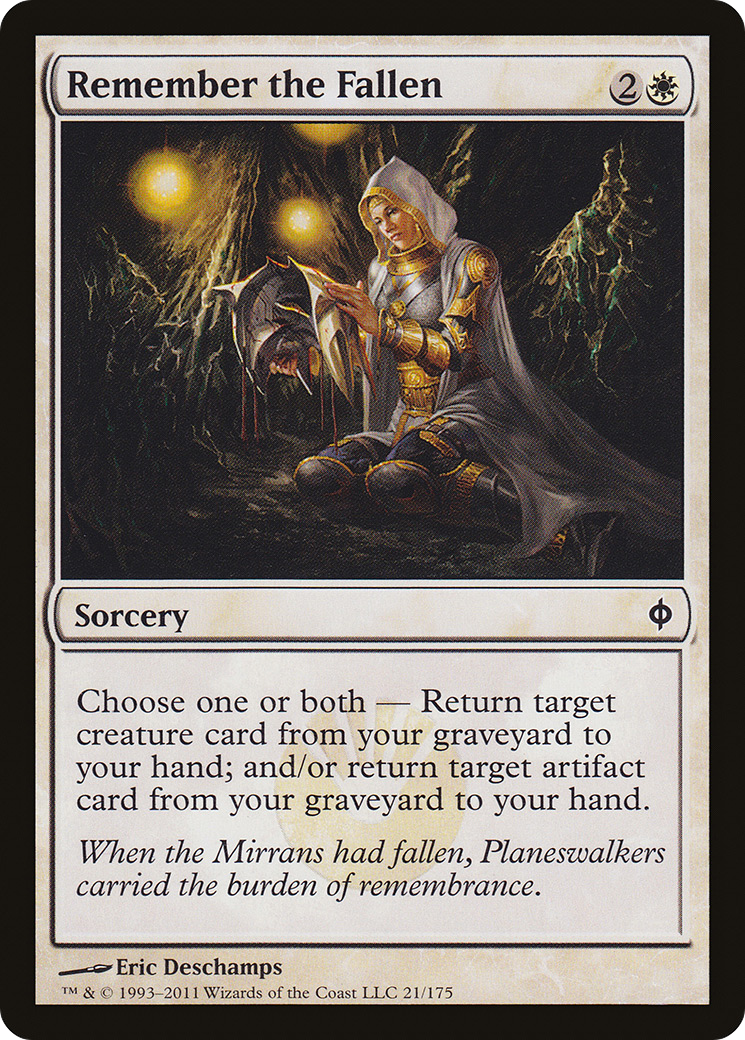 Remember the Fallen 2
Sorcery
Choose one or both — Return target
creature card from your graveyard to
your hand; and/or return target artifact
card from your graveyard to your hand.
When the Mirrans had fallen, Planeswalkers
carried the burden of remembrance.
Eric Deschamps
™ & © 1993–2011 Wizards of the Coast LLC 21/175